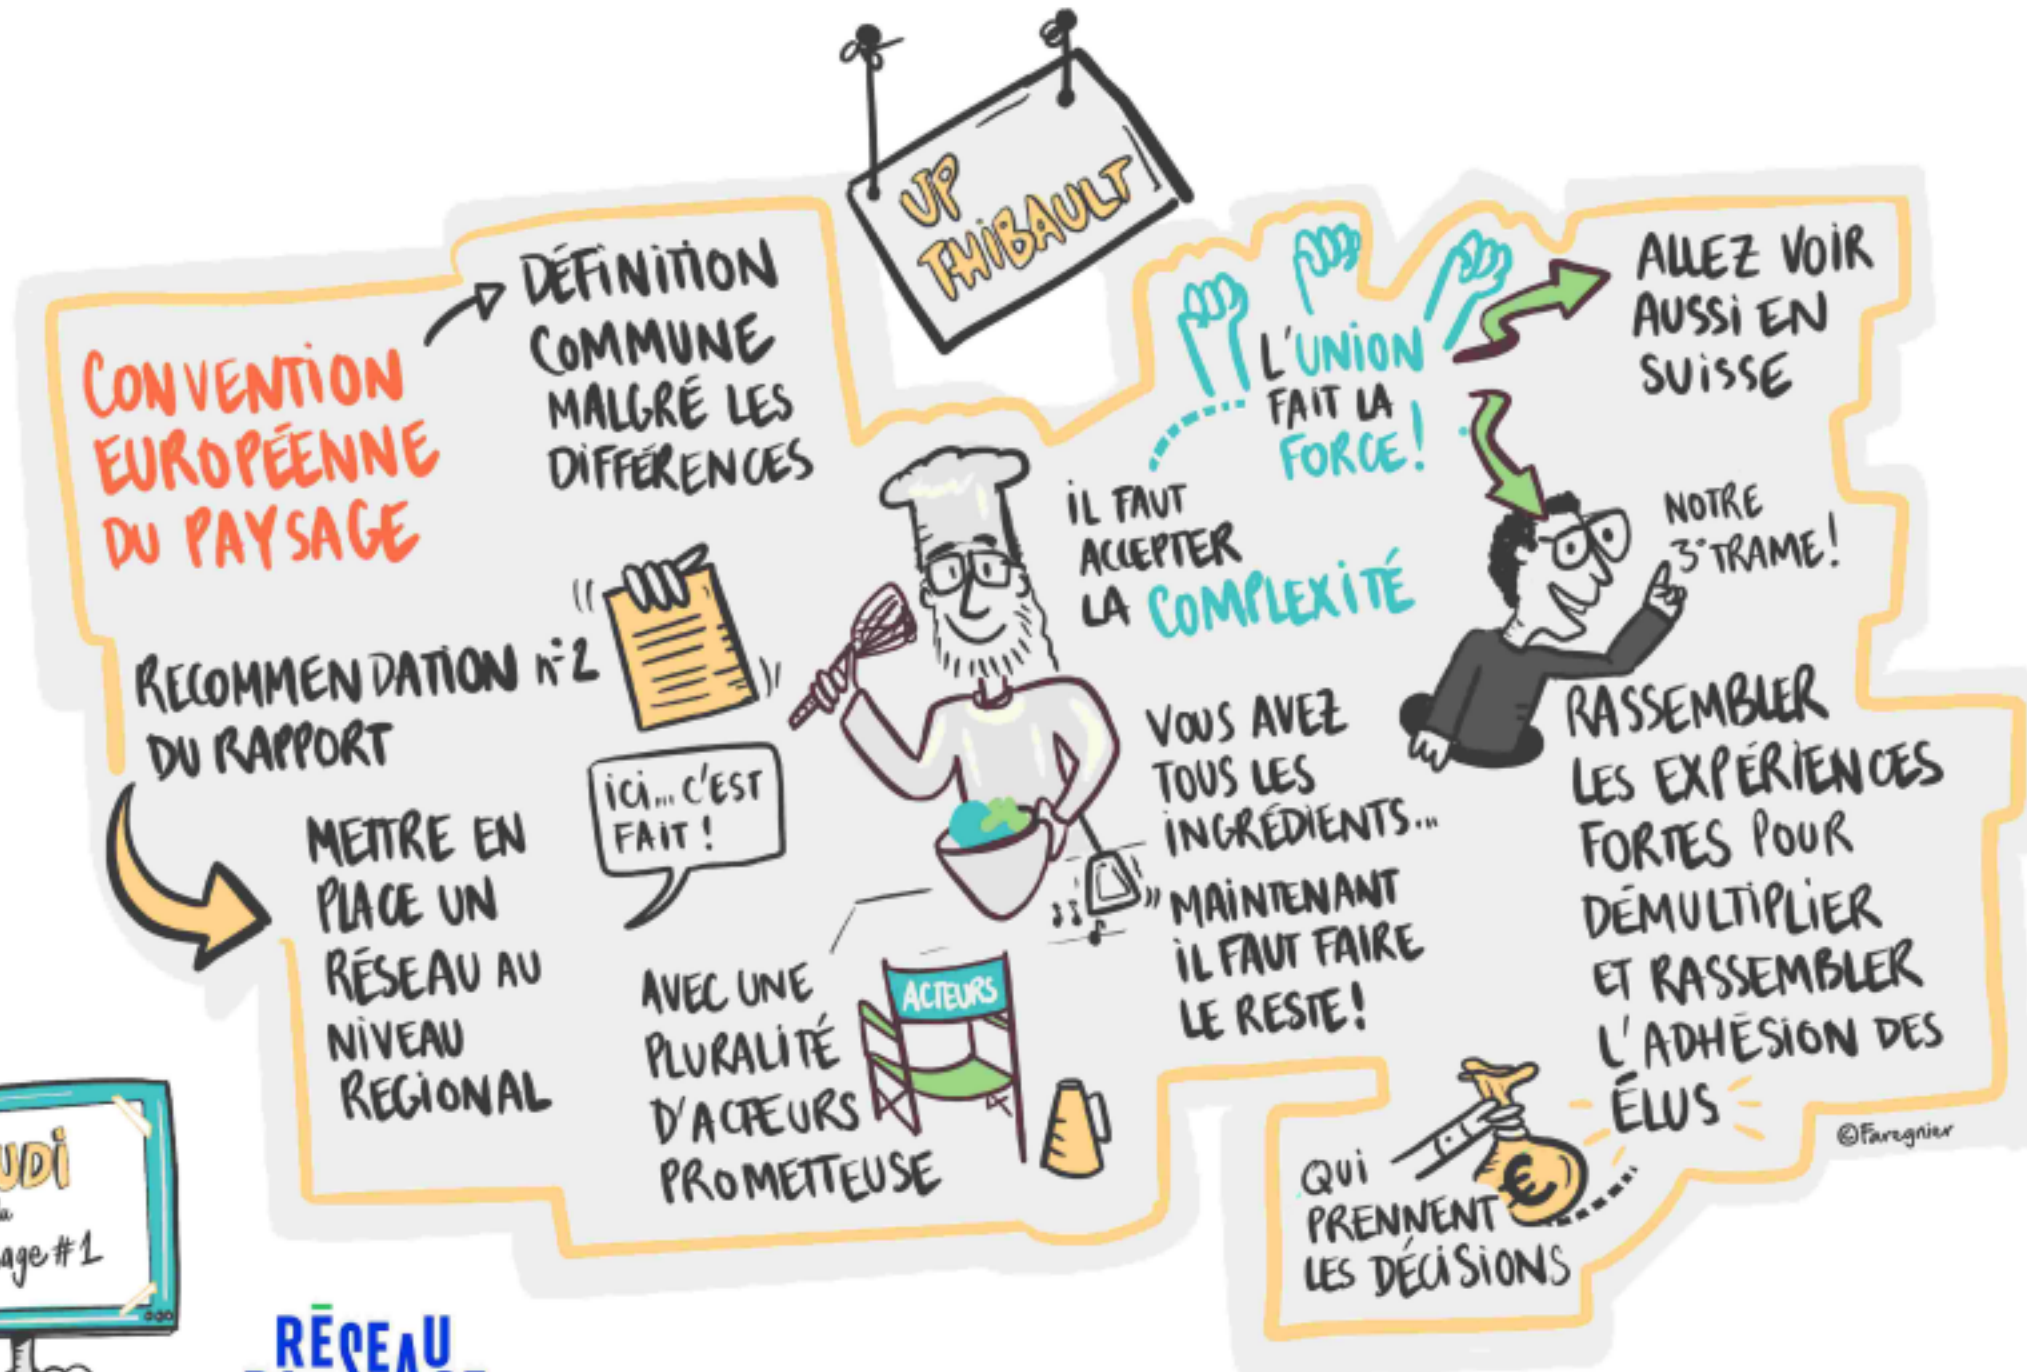 UP
THIBAULT
CONVENTION
EUROPÉENNE
DU PAYSAGE
DÉFINITION
COMMUNE
MALGRÉ LES
DIFFÉRENCES
RECOMMENDATION n°2
DU RAPPORT
METTRE EN
PLACE UN
RÉSEAU AU
NIVEAU
REGIONAL
ICI... C'EST
FAIT !
AVEC UNE
PLURALITÉ
D'ACTEURS
PROMETTEUSE
ACTEURS
L'UNION
FAIT LA
FORCE !
IL FAUT
ACCEPTER
LA COMPLEXITÉ
VOUS AVEZ
TOUS LES
INGRÉDIENTS...
MAINTENANT
IL FAUT FAIRE
LE RESTE !
ALLEZ VOIR
AUSSI EN
SUISSE
NOTRE
3° TRAME !
RASSEMBLER
LES EXPÉRIENCES
FORTES POUR
DÉMULTIPLIER
ET RASSEMBLER
L'ADHÉSION DES
ÉLUS
QUI
PRENNENT
LES DÉCISIONS
€
©Faregnier
UDI
age #1
RÉSEAU